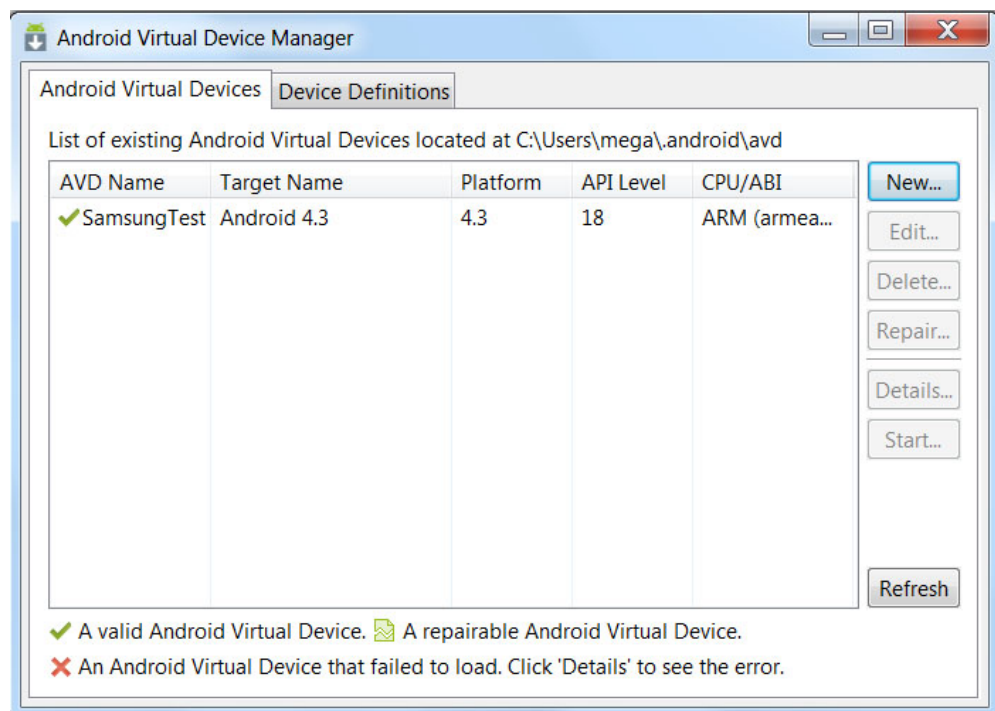 Android Virtual Device Manager
Android Virtual Devices
Device Definitions
List of existing Android Virtual Devices located at C:\Users\mega\.android\avd
AVD Name Target Name Platform API Level CPU/ABI
SamsungTest Android 4.3 4.3 18 ARM (armea...
New...
Edit...
Delete...
Repair...
Details...
Start...
Refresh
A valid Android Virtual Device. A repairable Android Virtual Device.
An Android Virtual Device that failed to load. Click 'Details' to see the error.